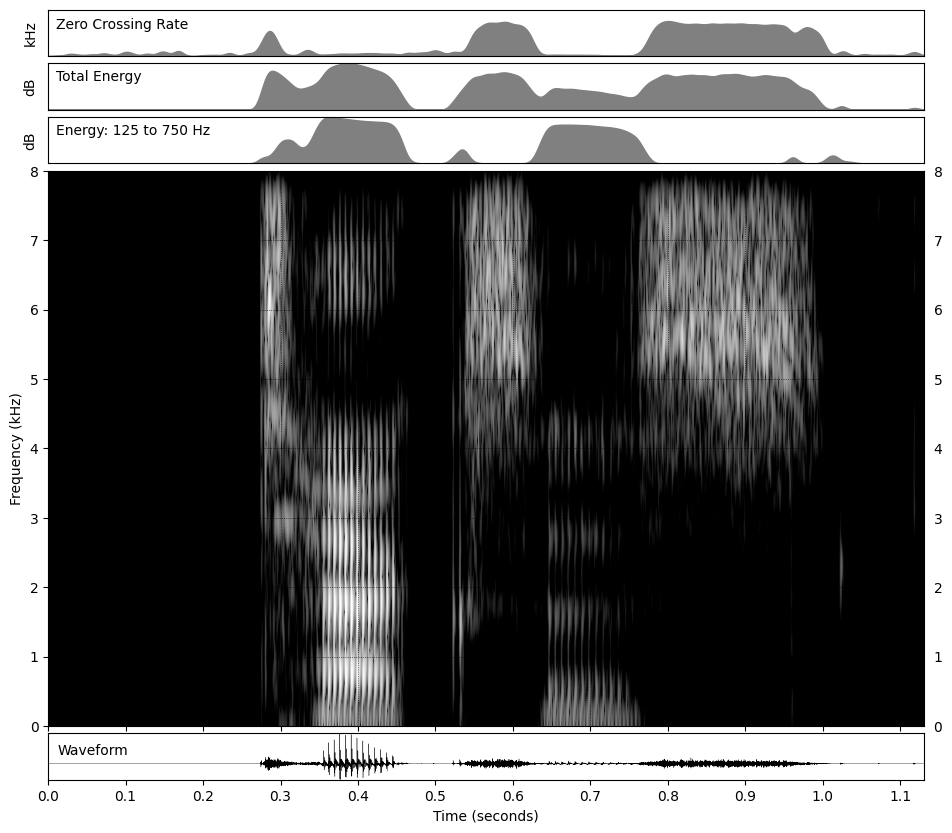 kHz Zero Crossing Rate
dB Total Energy
dB Energy: 125 to 750 Hz
8 8
7 7
6 6
5 5
4 4
3 3
2 2
1 1
0 0
Frequency (kHz)
Waveform
0.0 0.1 0.2 0.3 0.4 0.5 0.6 0.7 0.8 0.9 1.0 1.1
Time (seconds)